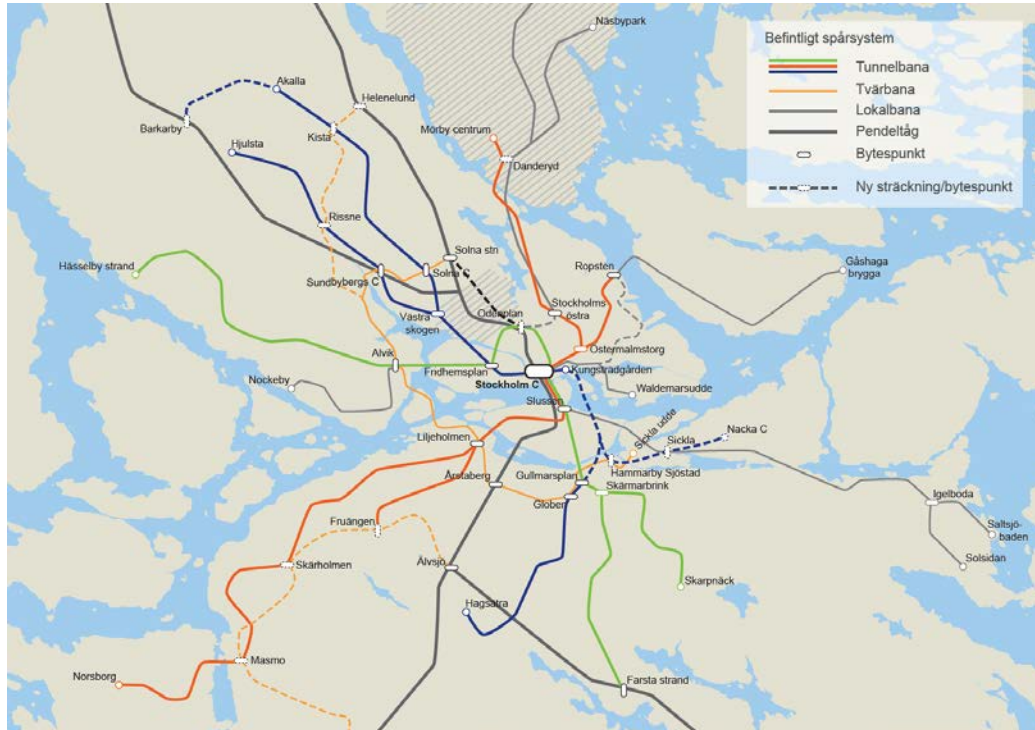 Näsbypark
Befintligt spårsystem
Tunnelbana
Tvärbana
Lokalbana
Pendeltåg
Bytespunkt
Ny sträckning/bytespunkt
Akalla
Helenelund
Barkarby
Kista
Mörby centrum
Hjulsta
Danderyd
Rissne
Solna stn
Hässelby strand
Sundbybergs C
Solna C
Ropsten
Gåshaga
brygga
Västra
skogen
Odenplan
Stockholms
östra
Alvik
Östermalmstorg
Fridhemsplan
Kungsträdgården
Nockeby
Stockholm C
Waldemarsudde
Slussen
Sickla udde
Nacka C
Liljeholmen
Sickla
Årstaberg
Gullmarsplan
Hammarby Sjöstad
Skärmarbrink
Globen
Igelboda
Fruängen
Saltsjö-
baden
Skärholmen
Älvsjö
Solsidan
Skarpnäck
Hagsätra
Masmo
Norsborg
Farsta strand